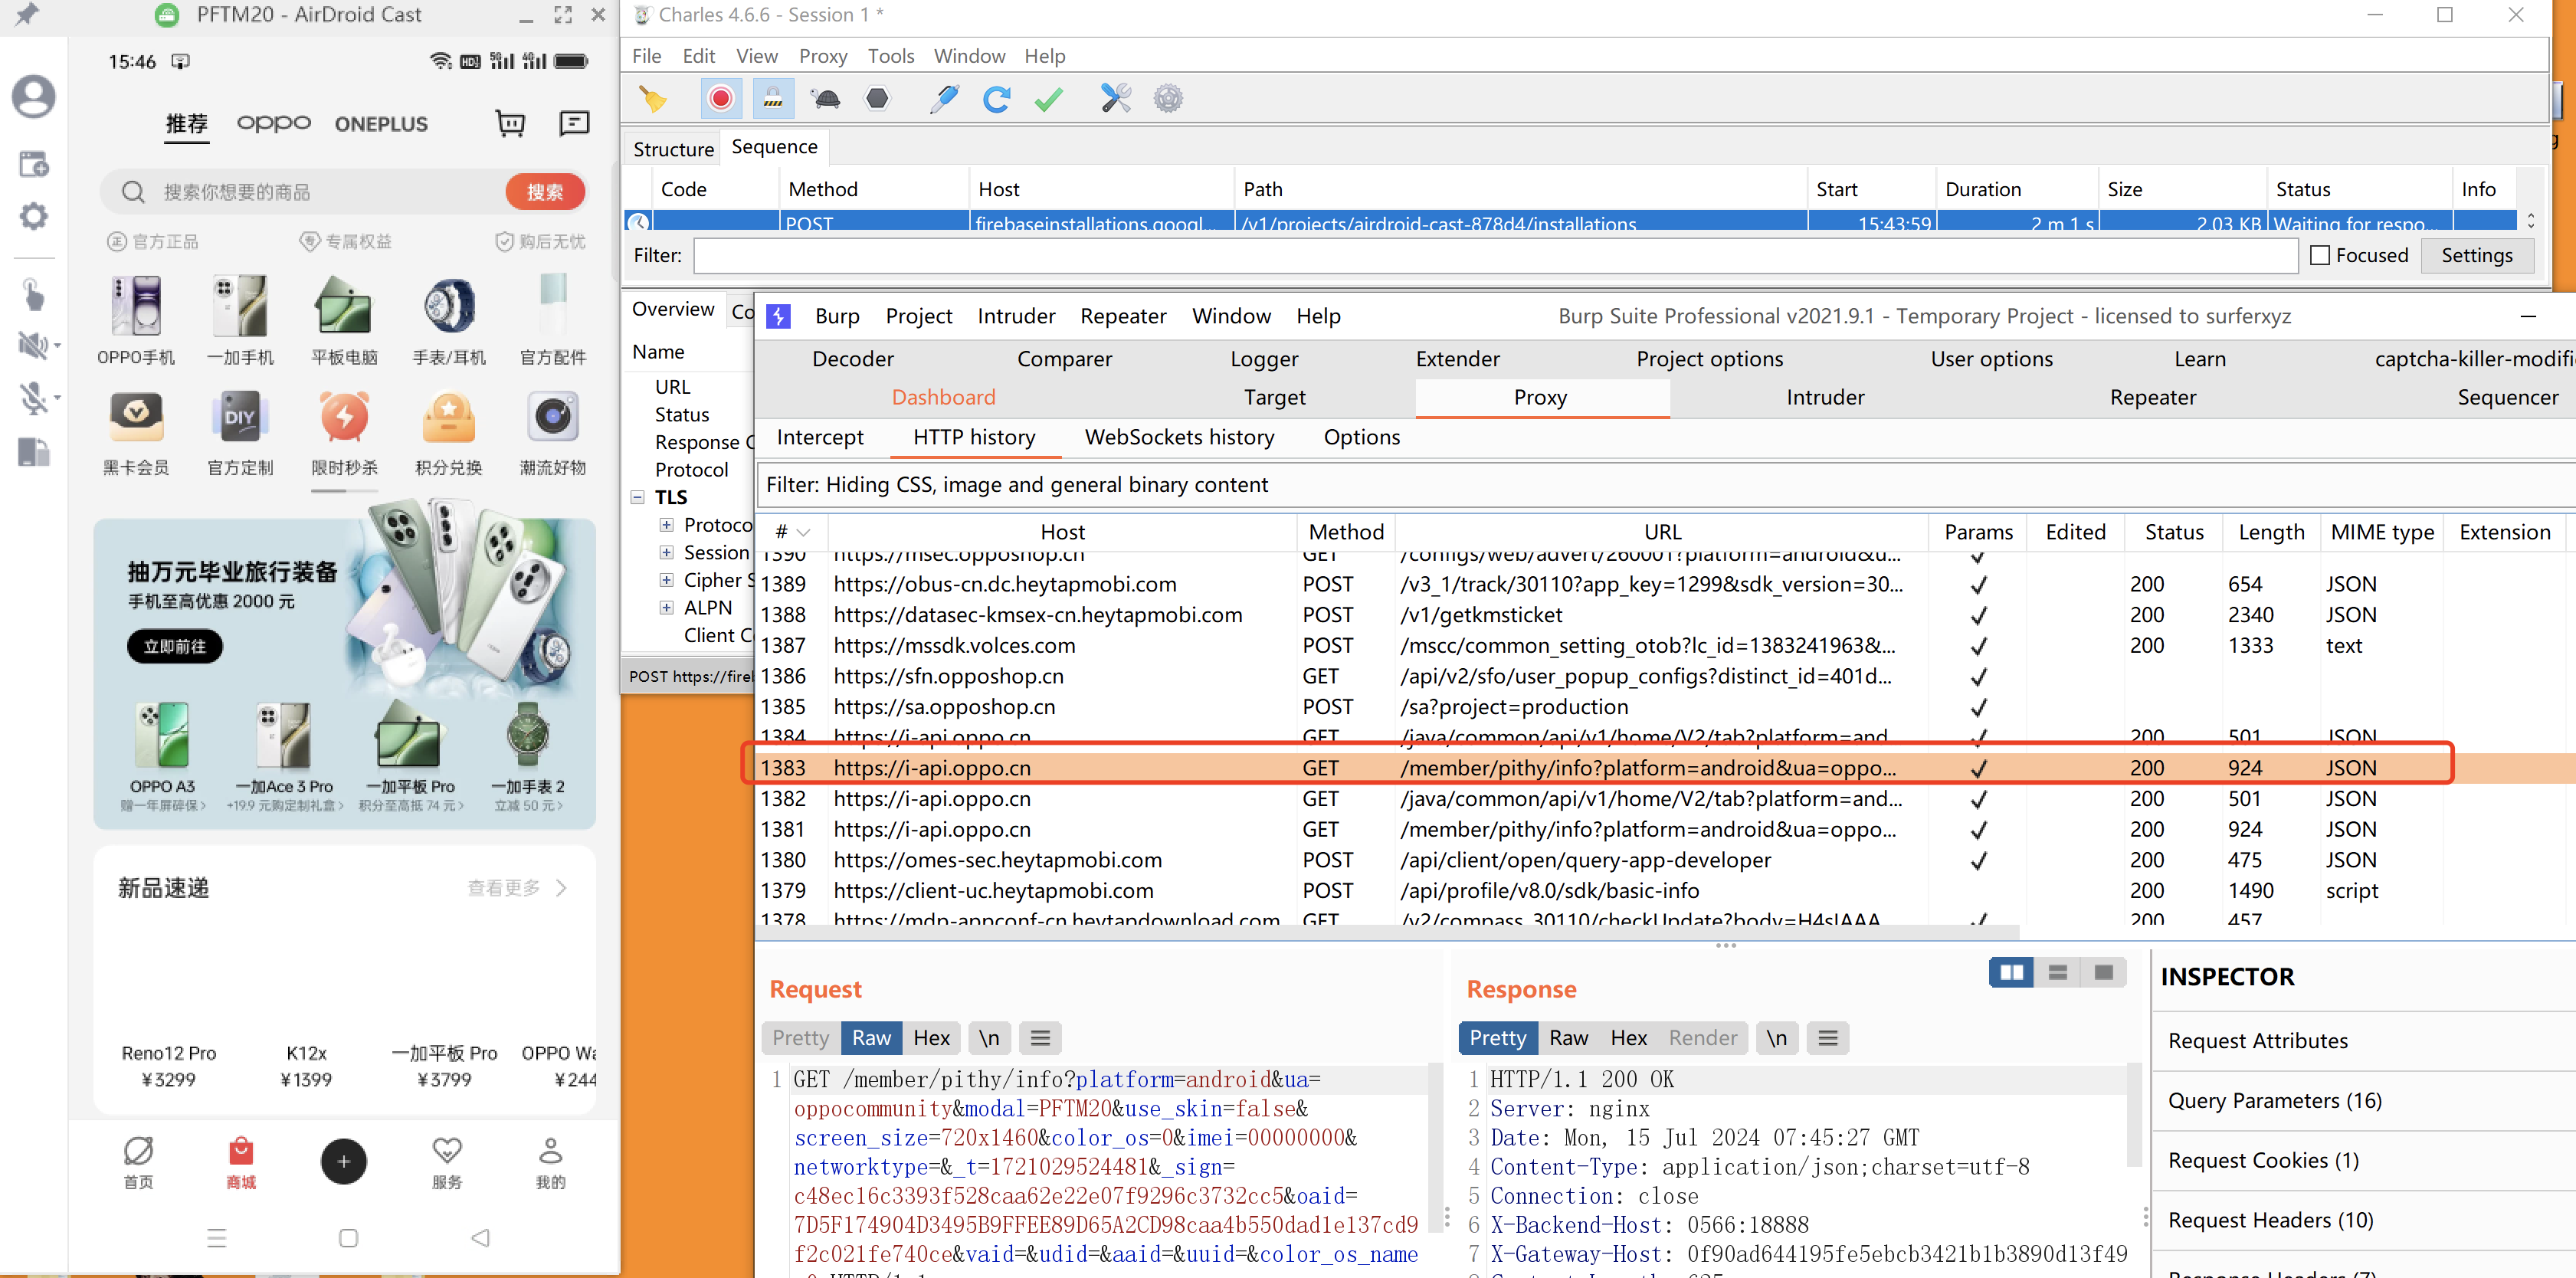 PFTM20 - AirDroid Cast
15:46
推荐 oppo ONEPLUS
搜索你想要的商品 搜索
官方正品 专属权益 购后无忧
OPPO手机 一加手机 平板电脑 手表/耳机 官方配件
DIY
黑卡会员 官方定制 限时秒杀 积分兑换 潮流好物
抽万元毕业旅行装备
手机至高优惠 2000 元
立即前往
OPPO A3 一加Ace 3 Pro 一加平板 Pro 一加手表 2
赠一年屏碎保> +19.9 元购定制礼盒> 积分至高抵 74 元> 立减 50 元>
新品速递 查看更多 >
Reno12 Pro K12x 一加平板 Pro OPPO Wa
¥3299 ¥1399 ¥3799 ¥244
首页 商城 服务 我的
Charles 4.6.6 - Session 1 *
File Edit View Proxy Tools Window Help
Structure Sequence
Code Method Host Path Start Duration Size Status Info
POST firebaseinstallations.googl... /v1/projects/airdroid-cast-878d4/installations 15:43:59 2 m 1 s 2.03 KB Waiting for respo...
Filter: Focused Settings
Overview Co
Name
URL
Status
Response C
Protocol
TLS
Protoco
Session
Cipher S
ALPN
Client C
POST https://firel
Burp Project Intruder Repeater Window Help Burp Suite Professional v2021.9.1 - Temporary Project - licensed to surferxyz
Decoder Comparer Logger Extender Project options User options Learn captcha-killer-modifi
Dashboard Target Proxy Intruder Repeater Sequencer
Intercept HTTP history WebSockets history Options
Filter: Hiding CSS, image and general binary content
# Host Method URL Params Edited Status Length MIME type Extension
1390 https://msec.opposhop.cn GET /configs/web/advert/260001?platform=android&u... ✓
1389 https://obus-cn.dc.heytapmobi.com POST /v3_1/track/30110?app_key=1299&sdk_version=30... ✓ 200 654 JSON
1388 https://datasec-kmsex-cn.heytapmobi.com POST /v1/getkmsticket ✓ 200 2340 JSON
1387 https://mssdk.volces.com POST /mscc/common_setting_otob?lc_id=1383241963&... ✓ 200 1333 text
1386 https://sfn.opposhop.cn GET /api/v2/sfo/user_popup_configs?distinct_id=401d... ✓
1385 https://sa.opposhop.cn POST /sa?project=production ✓
1384 https://i-api.oppo.cn GET /java/common/api/v1/home/V2/tab?platform=and... ✓ 200 501 JSON
1383 https://i-api.oppo.cn GET /member/pithy/info?platform=android&ua=oppo... ✓ 200 924 JSON
1382 https://i-api.oppo.cn GET /java/common/api/v1/home/V2/tab?platform=and... ✓ 200 501 JSON
1381 https://i-api.oppo.cn GET /member/pithy/info?platform=android&ua=oppo... ✓ 200 924 JSON
1380 https://omes-sec.heytapmobi.com POST /api/client/open/query-app-developer ✓ 200 475 JSON
1379 https://client-uc.heytapmobi.com POST /api/profile/v8.0/sdk/basic-info 200 1490 script
1378 https://mdp-appconf-cn.heytapdownload.com GET /v2/compass_30110/checkUpdate?body=H4sIAAA... ✓ 200 457
Request
Pretty Raw Hex \n
1 GET /member/pithy/info?platform=android&ua=
oppocommunity&modal=PFTM20&use_skin=false&
screen_size=720x1460&color_os=0&imei=00000000&
networktype=&_t=1721029524481&_sign=
c48ec16c3393f528caa62e22e07f9296c3732cc5&oaid=
7D5F174904D3495B9FFEE89D65A2CD98caa4b550dad1e137cd9
f2c021fe740ce&vaid=&udid=&aaid=&uuid=&color_os_name
Response
Pretty Raw Hex Render \n
1 HTTP/1.1 200 OK
2 Server: nginx
3 Date: Mon, 15 Jul 2024 07:45:27 GMT
4 Content-Type: application/json;charset=utf-8
5 Connection: close
6 X-Backend-Host: 0566:18888
7 X-Gateway-Host: 0f90ad644195fe5ebcb3421b1b3890d13f49
INSPECTOR
Request Attributes
Query Parameters (16)
Request Cookies (1)
Request Headers (10)